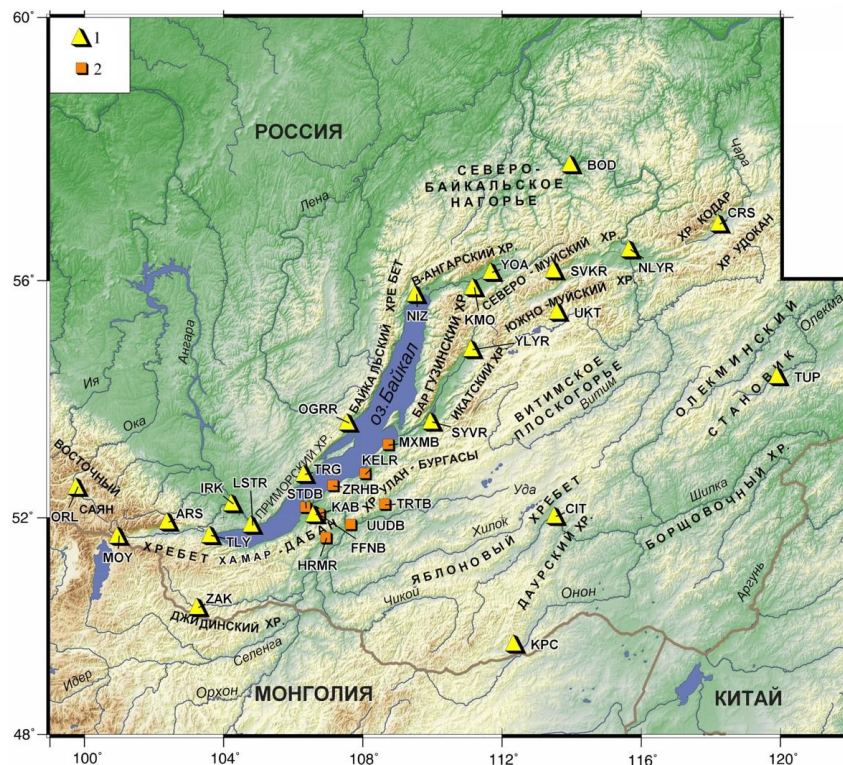 60°
1
2
РОССИЯ
СЕВЕРО-
БАЙКАЛЬСКОЕ
НАГОРЬЕ
BOD
Чара
Лена
CRS
ХР. КОДАР
ХР. УДОКАН
В-АНГАРСКИЙ ХР.
YOA
СЕВЕРО-МУЙСКИЙ ХР.
SVKR
NLYR
56°
NIZ
KMO
ЮЖНО-МУЙСКИЙ ХР.
UKT
БАЙКАЛЬСКИЙ ХРЕБЕТ
оз.Байкал
БАРГУЗИНСКИЙ ХР.
YLYR
ИКАТСКИЙ ХР.
Ангара
Ия
Ока
ВИТИМСКОЕ
ПЛОСКОГОРЬЕ
Витим
ОЛЕКМИНСКИЙ
СТАНОВИК
Олекма
TUP
OGRR
SYVR
MXMB
ПРИМОРСКИЙ ХР.
ВОСТОЧНЫЙ
САЯН
TRG
KELR
ХР. УЛАН-БУРГАСЫ
IRK
LSTR
STDB
ZRHB
ORL
ARS
KAB
TRTB
Уда
CIT
Шилка
БОРЩОВОЧНЫЙ ХР.
52°
MOY
TLY
UUDB
FFNB
HRMR
ХРЕБЕТ ХАМАР-ДАБАН
Хилок
ЯБЛОНОВЫЙ ХРЕБЕТ
ДАУРСКИЙ ХР.
Чикой
Онон
Аргунь
ZAK
ДЖИДИНСКИЙ ХР.
Селенга
KPC
Идер
Орхон
МОНГОЛИЯ
КИТАЙ
48°
100° 104° 108° 112° 116° 120°